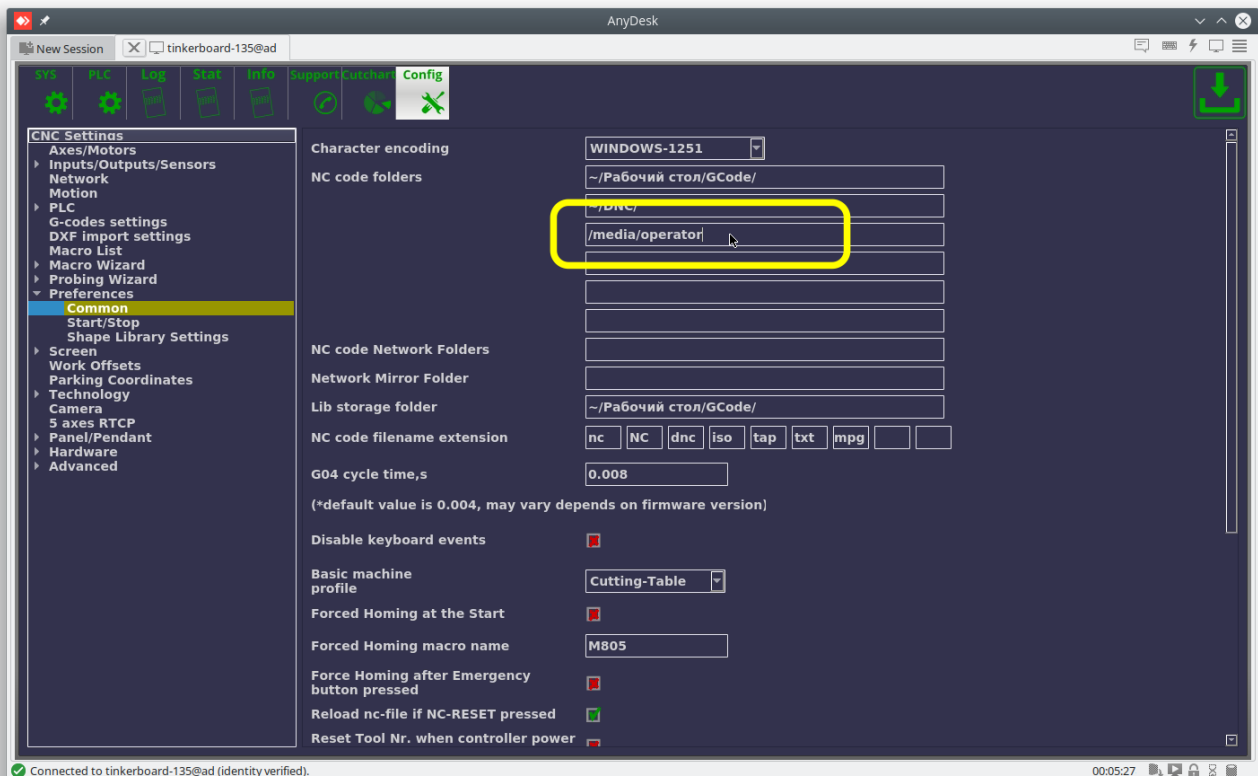 AnyDesk
New Session
tinkerboard-135@ad
SYS PLC Log Stat Info Support Cutchart Config
CNC Settings
Axes/Motors
Inputs/Outputs/Sensors
Network
Motion
PLC
G-codes settings
DXF import settings
Macro List
Macro Wizard
Probing Wizard
Preferences
Common
Start/Stop
Shape Library Settings
Screen
Work Offsets
Parking Coordinates
Technology
Camera
5 axes RTCP
Panel/Pendant
Hardware
Advanced
Character encoding WINDOWS-1251
NC code folders ~/Рабочий стол/GCode/
~/DNC/
/media/operator
NC code Network Folders
Network Mirror Folder
Lib storage folder ~/Рабочий стол/GCode/
NC code filename extension nc NC dnc iso tap txt mpg
G04 cycle time,s 0.008
(*default value is 0.004, may vary depends on firmware version)
Disable keyboard events
Basic machine
profile Cutting-Table
Forced Homing at the Start
Forced Homing macro name M805
Force Homing after Emergency
button pressed
Reload nc-file if NC-RESET pressed
Reset Tool Nr. when controller power
Connected to tinkerboard-135@ad (identity verified).
00:05:27